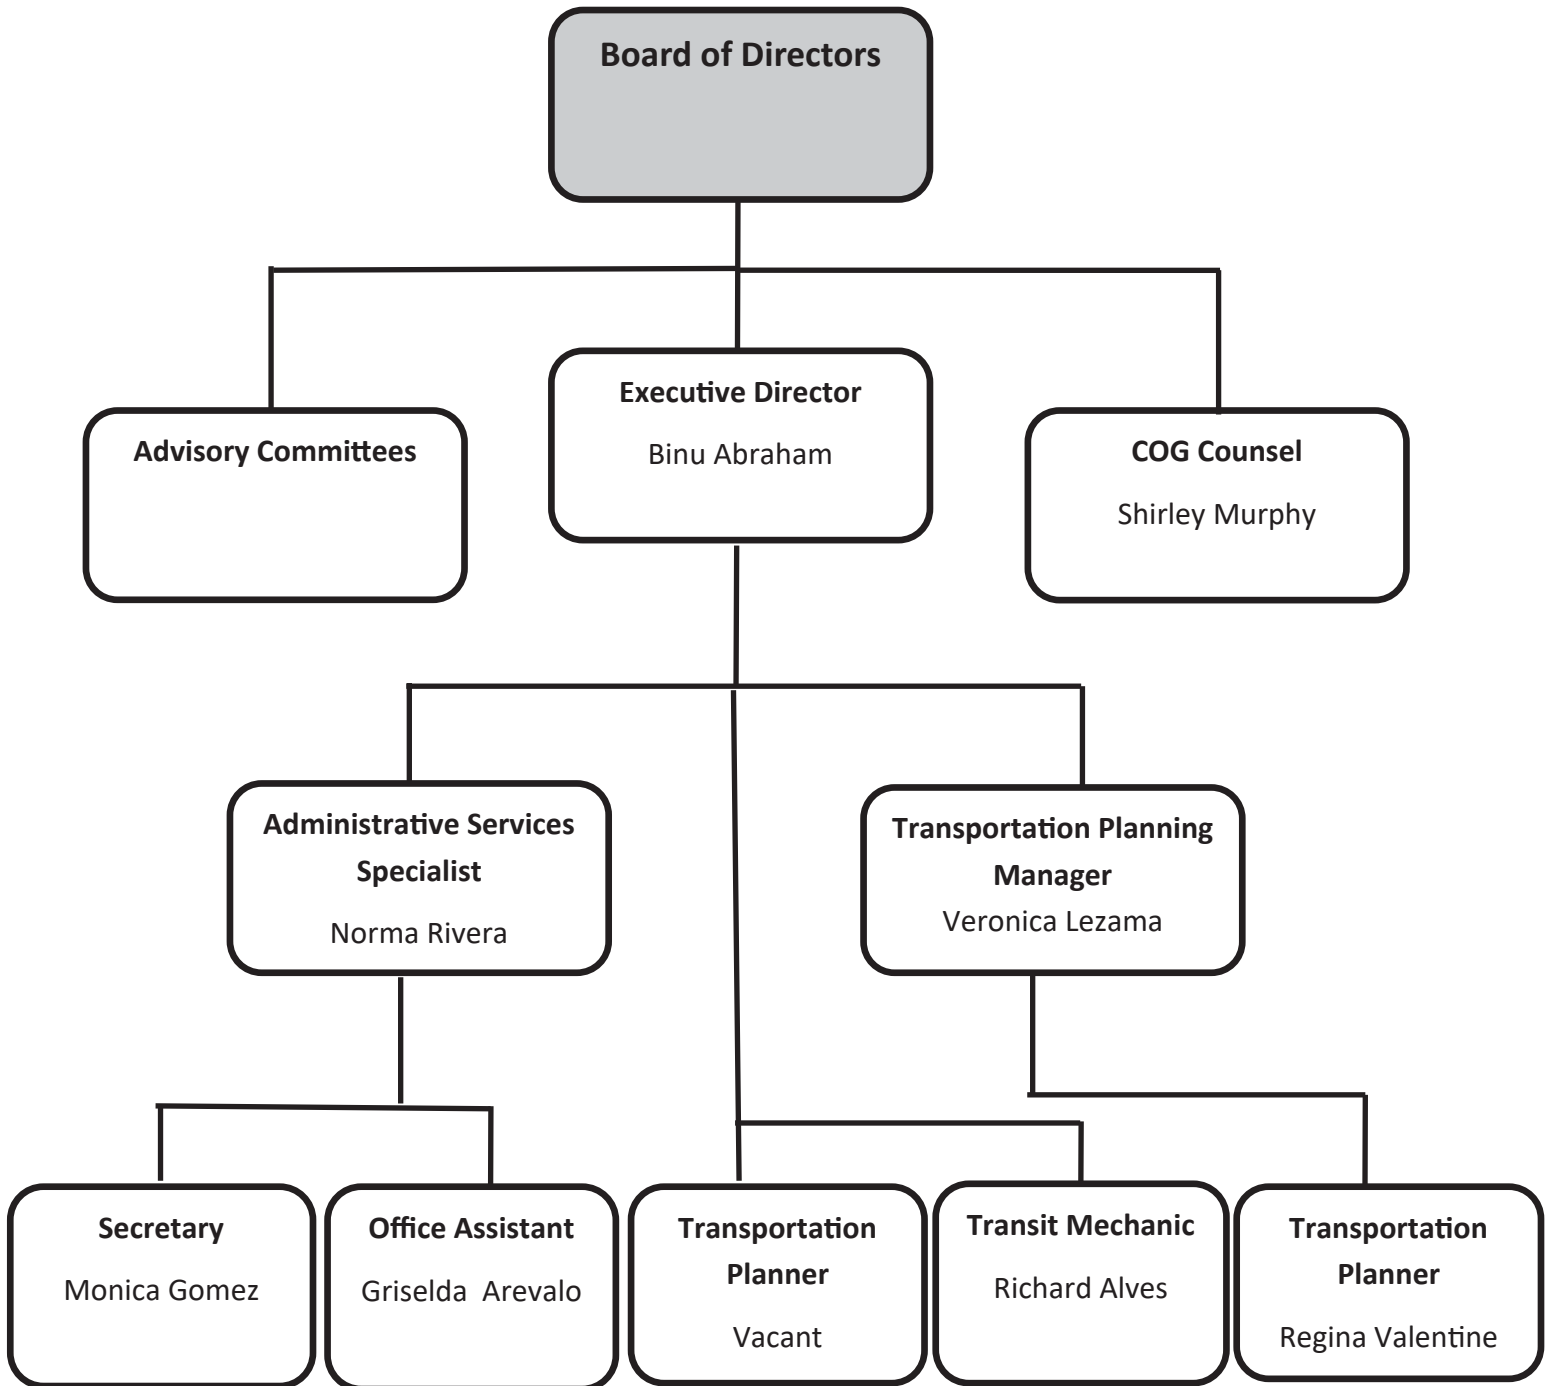 Board of Directors
Advisory Committees
Executive Director
Binu Abraham
COG Counsel
Shirley Murphy
Administrative Services
Specialist
Norma Rivera
Transportation Planning
Manager
Veronica Lezama
Secretary
Monica Gomez
Office Assistant
Griselda  Arevalo
Transportation
Planner
Vacant
Transit Mechanic
Richard Alves
Transportation
Planner
Regina Valentine